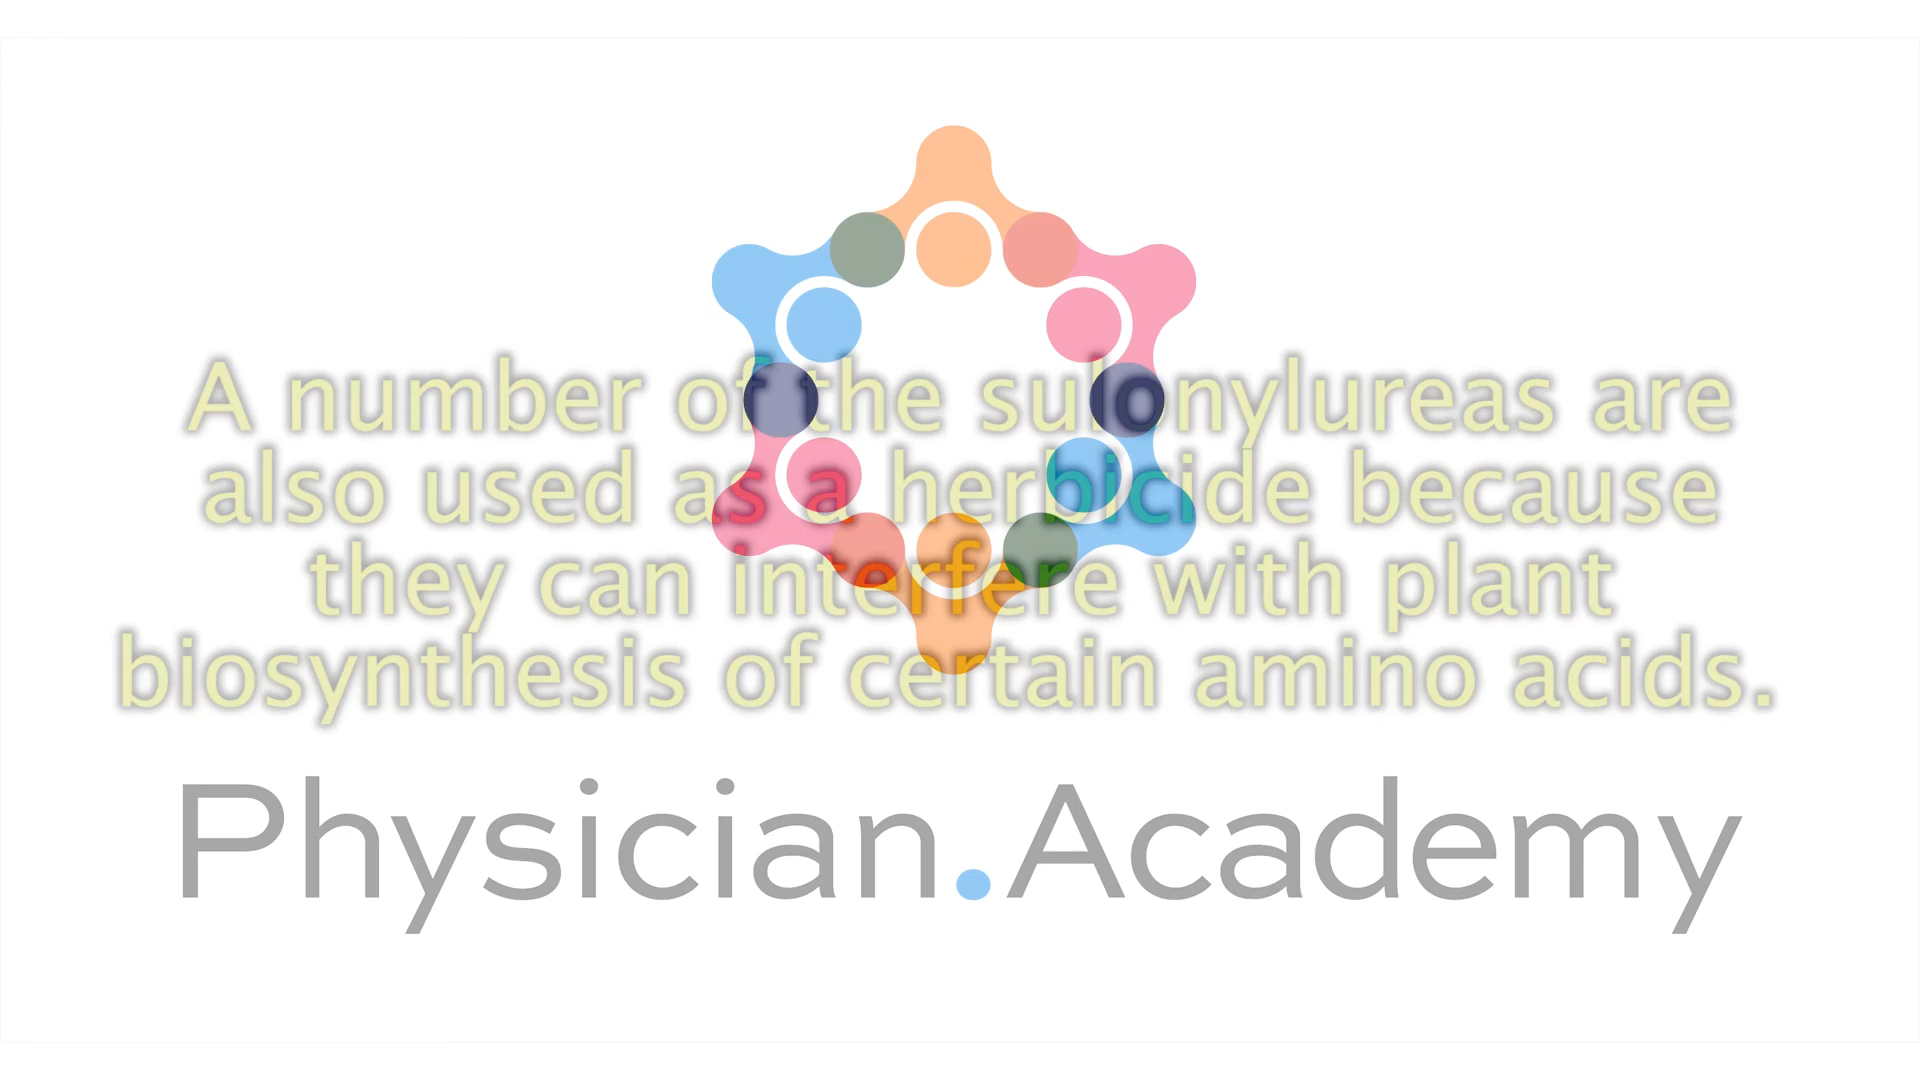 A number of the sulonylureas are
also used as a herbicide because
they can interfere with plant
biosynthesis of certain amino acids.
Physician.Academy